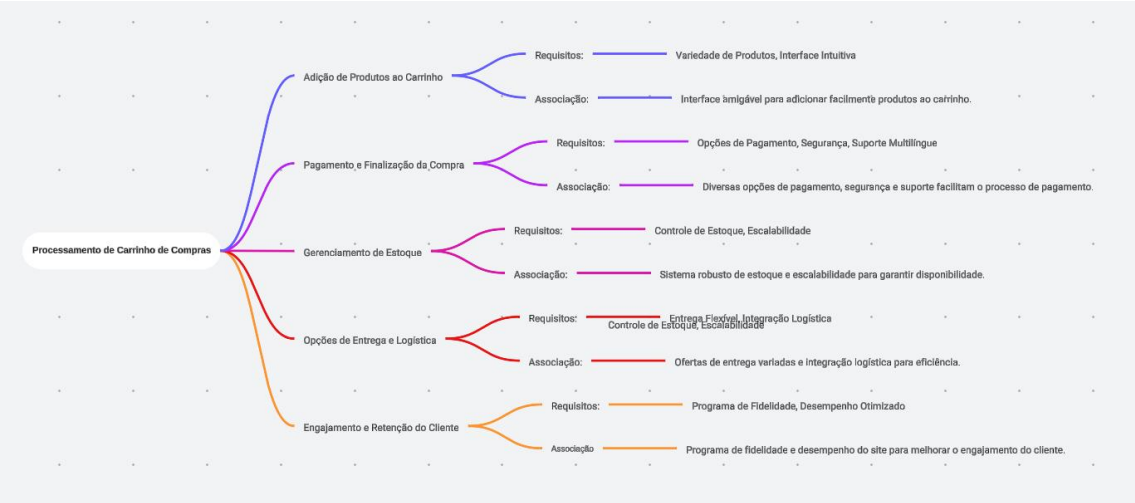 Processamento de Carrinho de Compras
Adição de Produtos ao Carrinho
Requisitos:
Variedade de Produtos, Interface Intuitiva
Associação:
Interface amigável para adicionar facilmente produtos ao carrinho.
Pagamento e Finalização da Compra
Requisitos:
Opções de Pagamento, Segurança, Suporte Multilíngue
Associação:
Diversas opções de pagamento, segurança e suporte facilitam o processo de pagamento.
Gerenciamento de Estoque
Requisitos:
Controle de Estoque, Escalabilidade
Associação:
Sistema robusto de estoque e escalabilidade para garantir disponibilidade.
Opções de Entrega e Logística
Requisitos:
Entrega Flexível, Integração Logística
Controle de Estoque, Escalabilidade
Associação:
Ofertas de entrega variadas e integração logística para eficiência.
Engajamento e Retenção do Cliente
Requisitos:
Programa de Fidelidade, Desempenho Otimizado
Associação
Programa de fidelidade e desempenho do site para melhorar o engajamento do cliente.